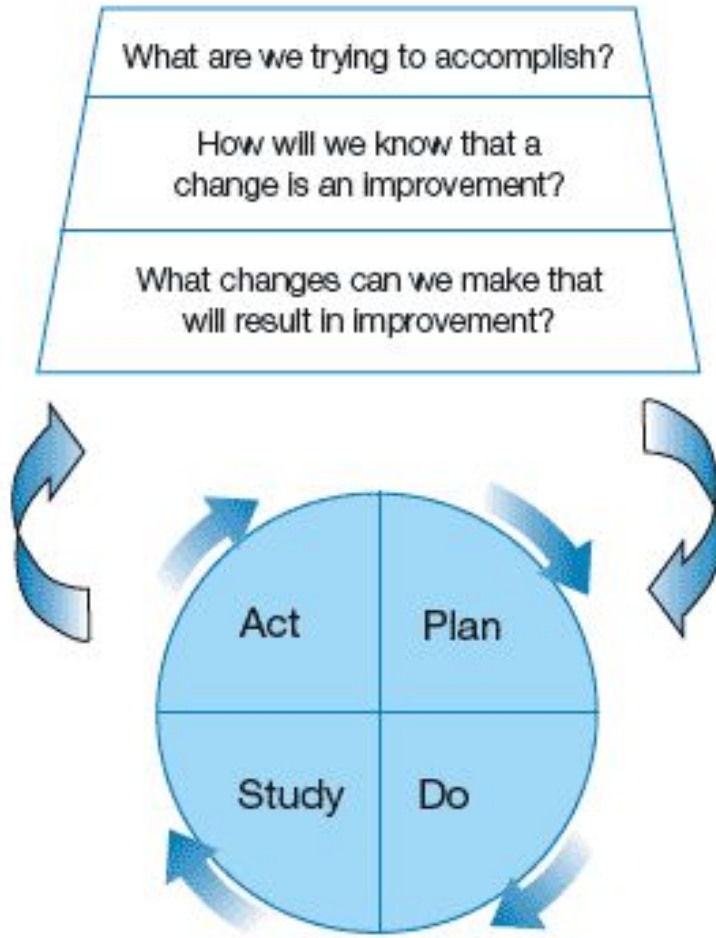 What are we trying to accomplish?
How will we know that a
change is an improvement?
What changes can we make that
will result in improvement?
Act
Plan
Study
Do